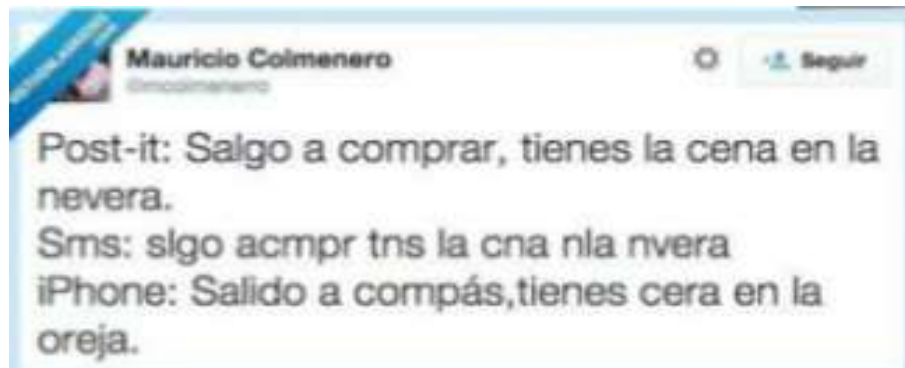 Mauricio Colmenero
Seguir
Post-it: Salgo a comprar, tienes la cena en la
nevera.
Sms: slgo acmpr tns la cna nla nvera
iPhone: Salido a compás,tienes cera en la
oreja.